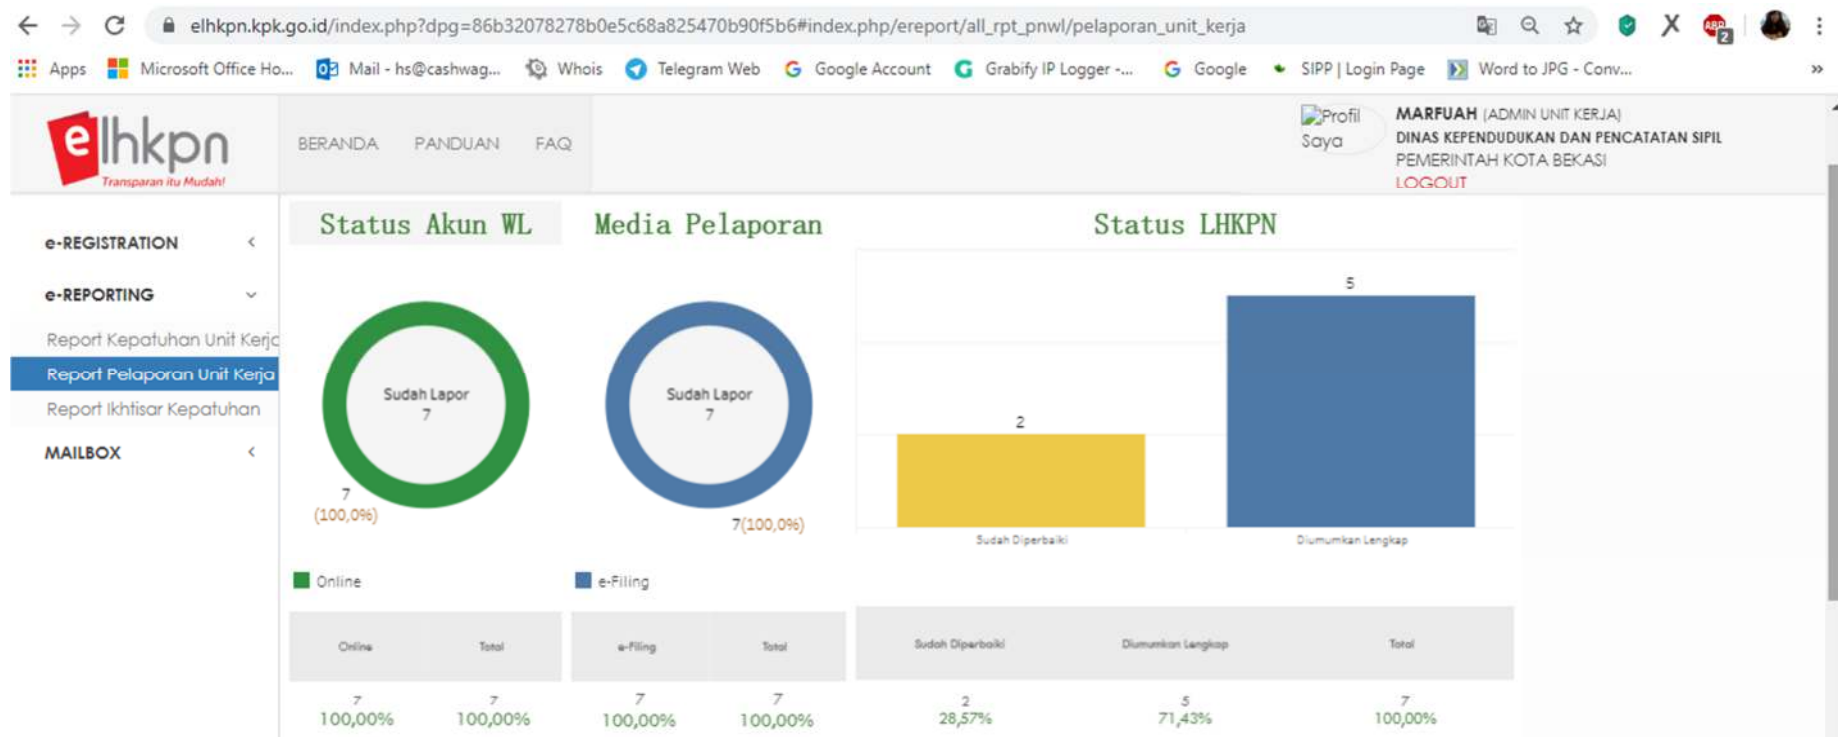 elhkpn.kpk.go.id/index.php?dpg=86b32078278b0e5c68a825470b90f5b6#index.php/ereport/all_rpt_pnwl/pelaporan_unit_kerja
ABP
2
Apps Microsoft Office Ho... Mail - hs@cashwag... Whois Telegram Web Google Account Grabify IP Logger -... Google SIPP | Login Page Word to JPG - Conv... »
elhkpn
Transparan itu Mudah!
BERANDA PANDUAN FAQ
Profil Saya
MARFUAH (ADMIN UNIT KERJA)
DINAS KEPENDUDUKAN DAN PENCATATAN SIPIL
PEMERINTAH KOTA BEKASI
LOGOUT
e-REGISTRATION
e-REPORTING
Report Kepatuhan Unit Kerja
Report Pelaporan Unit Kerja
Report Ikhtisar Kepatuhan
MAILBOX
Status Akun WL
Sudah Lapor
7
7
(100,0%)
Online
Online Total
7 7
100,00% 100,00%
Media Pelaporan
Sudah Lapor
7
7(100,0%)
e-Filing
e-Filing Total
7 7
100,00% 100,00%
Status LHKPN
2 5
Sudah Diperbaiki Diumumkan Lengkap
Sudah Diperbaiki Diumumkan Lengkap Total
2 5 7
28,57% 71,43% 100,00%